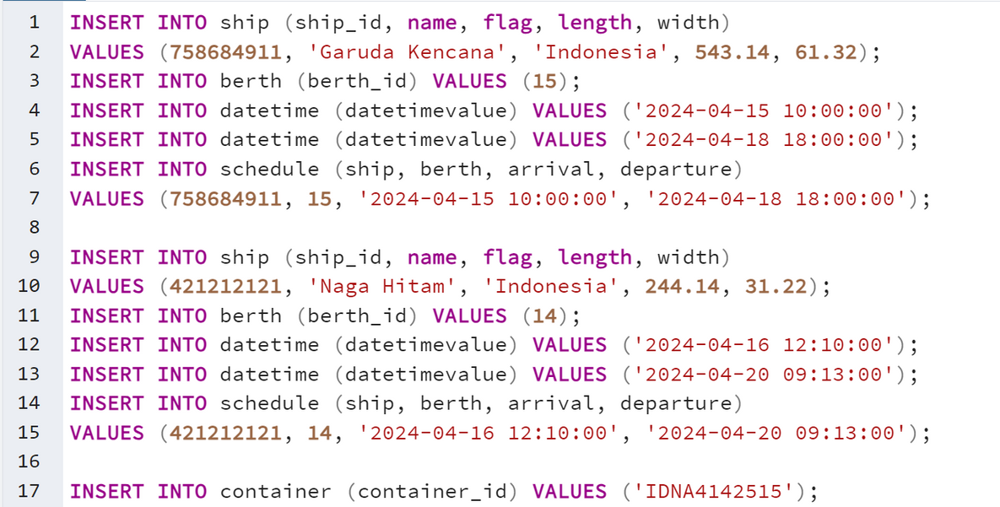 1 INSERT INTO ship (ship_id, name, flag, length, width)
2 VALUES (758684911, 'Garuda Kencana', 'Indonesia', 543.14, 61.32);
3 INSERT INTO berth (berth_id) VALUES (15);
4 INSERT INTO datetime (datetimevalue) VALUES ('2024-04-15 10:00:00');
5 INSERT INTO datetime (datetimevalue) VALUES ('2024-04-18 18:00:00');
6 INSERT INTO schedule (ship, berth, arrival, departure)
7 VALUES (758684911, 15, '2024-04-15 10:00:00', '2024-04-18 18:00:00');
8
9 INSERT INTO ship (ship_id, name, flag, length, width)
10 VALUES (421212121, 'Naga Hitam', 'Indonesia', 244.14, 31.22);
11 INSERT INTO berth (berth_id) VALUES (14);
12 INSERT INTO datetime (datetimevalue) VALUES ('2024-04-16 12:10:00');
13 INSERT INTO datetime (datetimevalue) VALUES ('2024-04-20 09:13:00');
14 INSERT INTO schedule (ship, berth, arrival, departure)
15 VALUES (421212121, 14, '2024-04-16 12:10:00', '2024-04-20 09:13:00');
16
17 INSERT INTO container (container_id) VALUES ('IDNA4142515');